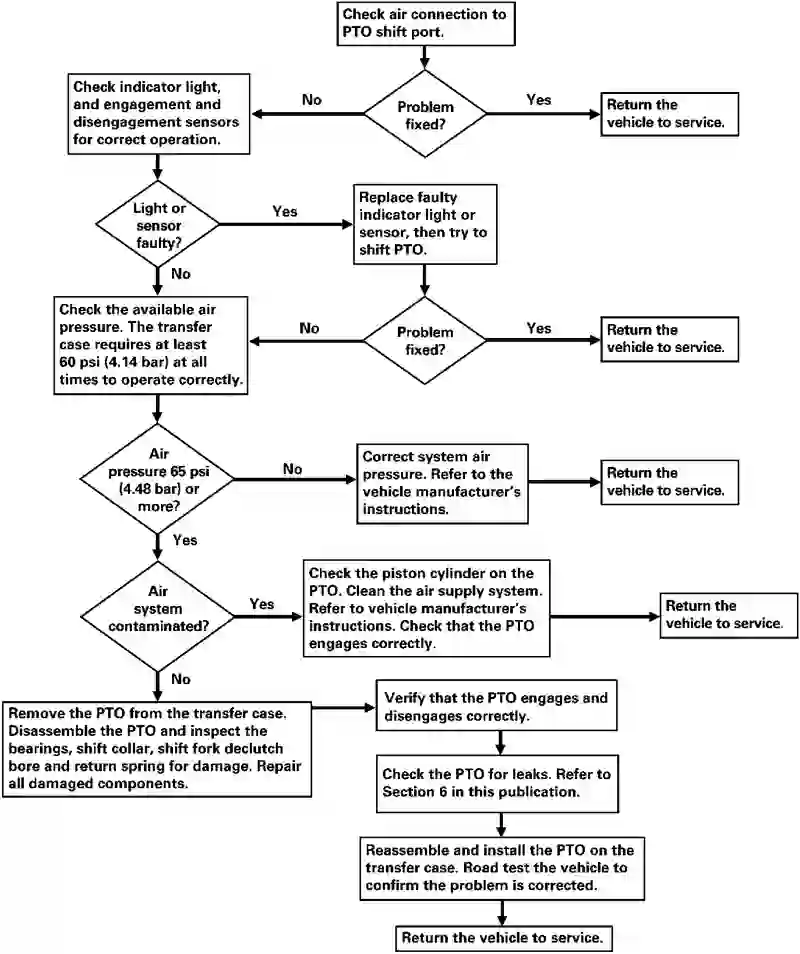 Check air connection to
PTO shift port.
Problem
fixed?
No
Yes
Check indicator light,
and engagement and
disengagement sensors
for correct operation.
Return the
vehicle to service.
Light or
sensor
faulty?
Yes
No
Replace faulty
indicator light or
sensor, then try to
shift PTO.
Check the available air
pressure. The transfer
case requires at least
60 psi (4.14 bar) at all
times to operate correctly.
No
Problem
fixed?
Yes
Return the
vehicle to service.
Air
pressure 65 psi
(4.48 bar) or
more?
No
Yes
Correct system air
pressure. Refer to the
vehicle manufacturer's
instructions.
Return the
vehicle to service.
Air
system
contaminated?
Yes
No
Check the piston cylinder on the
PTO. Clean the air supply system.
Refer to vehicle manufacturer's
instructions. Check that the PTO
engages correctly.
Return the
vehicle to service.
Remove the PTO from the transfer case.
Disassemble the PTO and inspect the
bearings, shift collar, shift fork declutch
bore and return spring for damage. Repair
all damaged components.
Verify that the PTO engages and
disengages correctly.
Check the PTO for leaks. Refer to
Section 6 in this publication.
Reassemble and install the PTO on the
transfer case. Road test the vehicle to
confirm the problem is corrected.
Return the vehicle to service.